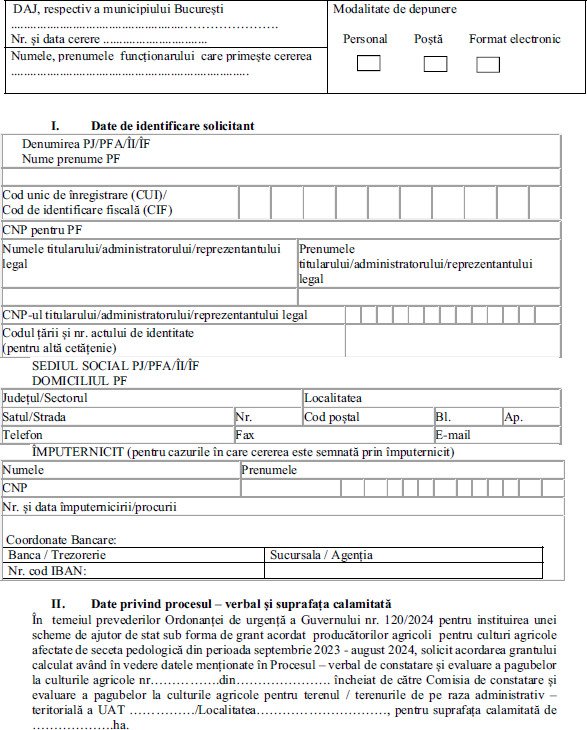 DAJ, respectiv a municipiului București
.....................................................…………………
Nr. și data cerere .................................
Numele, prenumele funcționarului care primește cererea
..........................................................................
Modalitate de depunere
Personal Poștă Format electronic
I. Date de identificare solicitant
Denumirea PJ/PFA/ÎI/ÎF
Nume prenume PF
Cod unic de înregistrare (CUI)/
Cod de identificare fiscală (CIF)
CNP pentru PF
Numele titularului/administratorului/reprezentantului
legal
Prenumele
titularului/administratorului/reprezentantului
legal
CNP-ul titularului/administratorului/reprezentantului legal
Codul țării și nr. actului de identitate
(pentru altă cetățenie)
SEDIUL SOCIAL PJ/PFA/ÎI/ÎF
DOMICILIUL PF
Județul/Sectorul Localitatea
Satul/Strada Nr. Cod poștal Bl. Ap.
Telefon Fax E-mail
ÎMPUTERNICIT (pentru cazurile în care cererea este semnată prin împuternicit)
Numele Prenumele
CNP
Nr. și data împuternicirii/procurii
Coordonate Bancare:
Banca / Trezorerie Sucursala / Agenția
Nr. cod IBAN:
II. Date privind procesul – verbal și suprafața calamitată
În temeiul prevederilor Ordonanței de urgență a Guvernului nr. 120/2024 pentru instituirea unei
scheme de ajutor de stat sub forma de grant acordat producătorilor agricoli pentru culturi agricole
afectate de seceta pedologică din perioada septembrie 2023 - august 2024, solicit acordarea grantului
calculat având în vedere datele menționate în Procesul – verbal de constatare și evaluare a pagubelor
la culturile agricole nr……………din…………………. încheiat de către Comisia de constatare și
evaluare a pagubelor la culturile agricole pentru terenul / terenurile de pe raza administrativ –
teritorială a UAT ……………/Localitatea…………………………, pentru suprafața calamitată de
……………….ha.